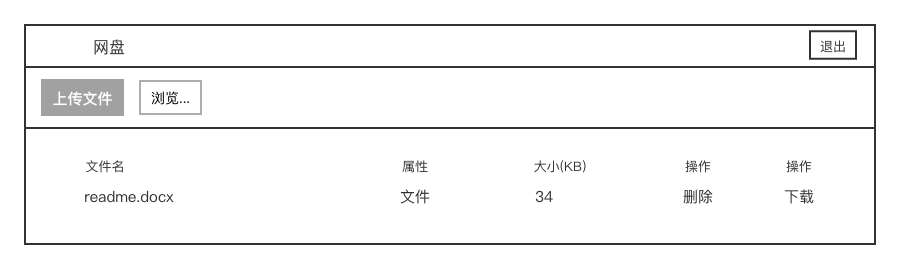 网盘 退出
上传文件 浏览...
文件名 属性 大小(KB) 操作 操作
readme.docx 文件 34 删除 下载